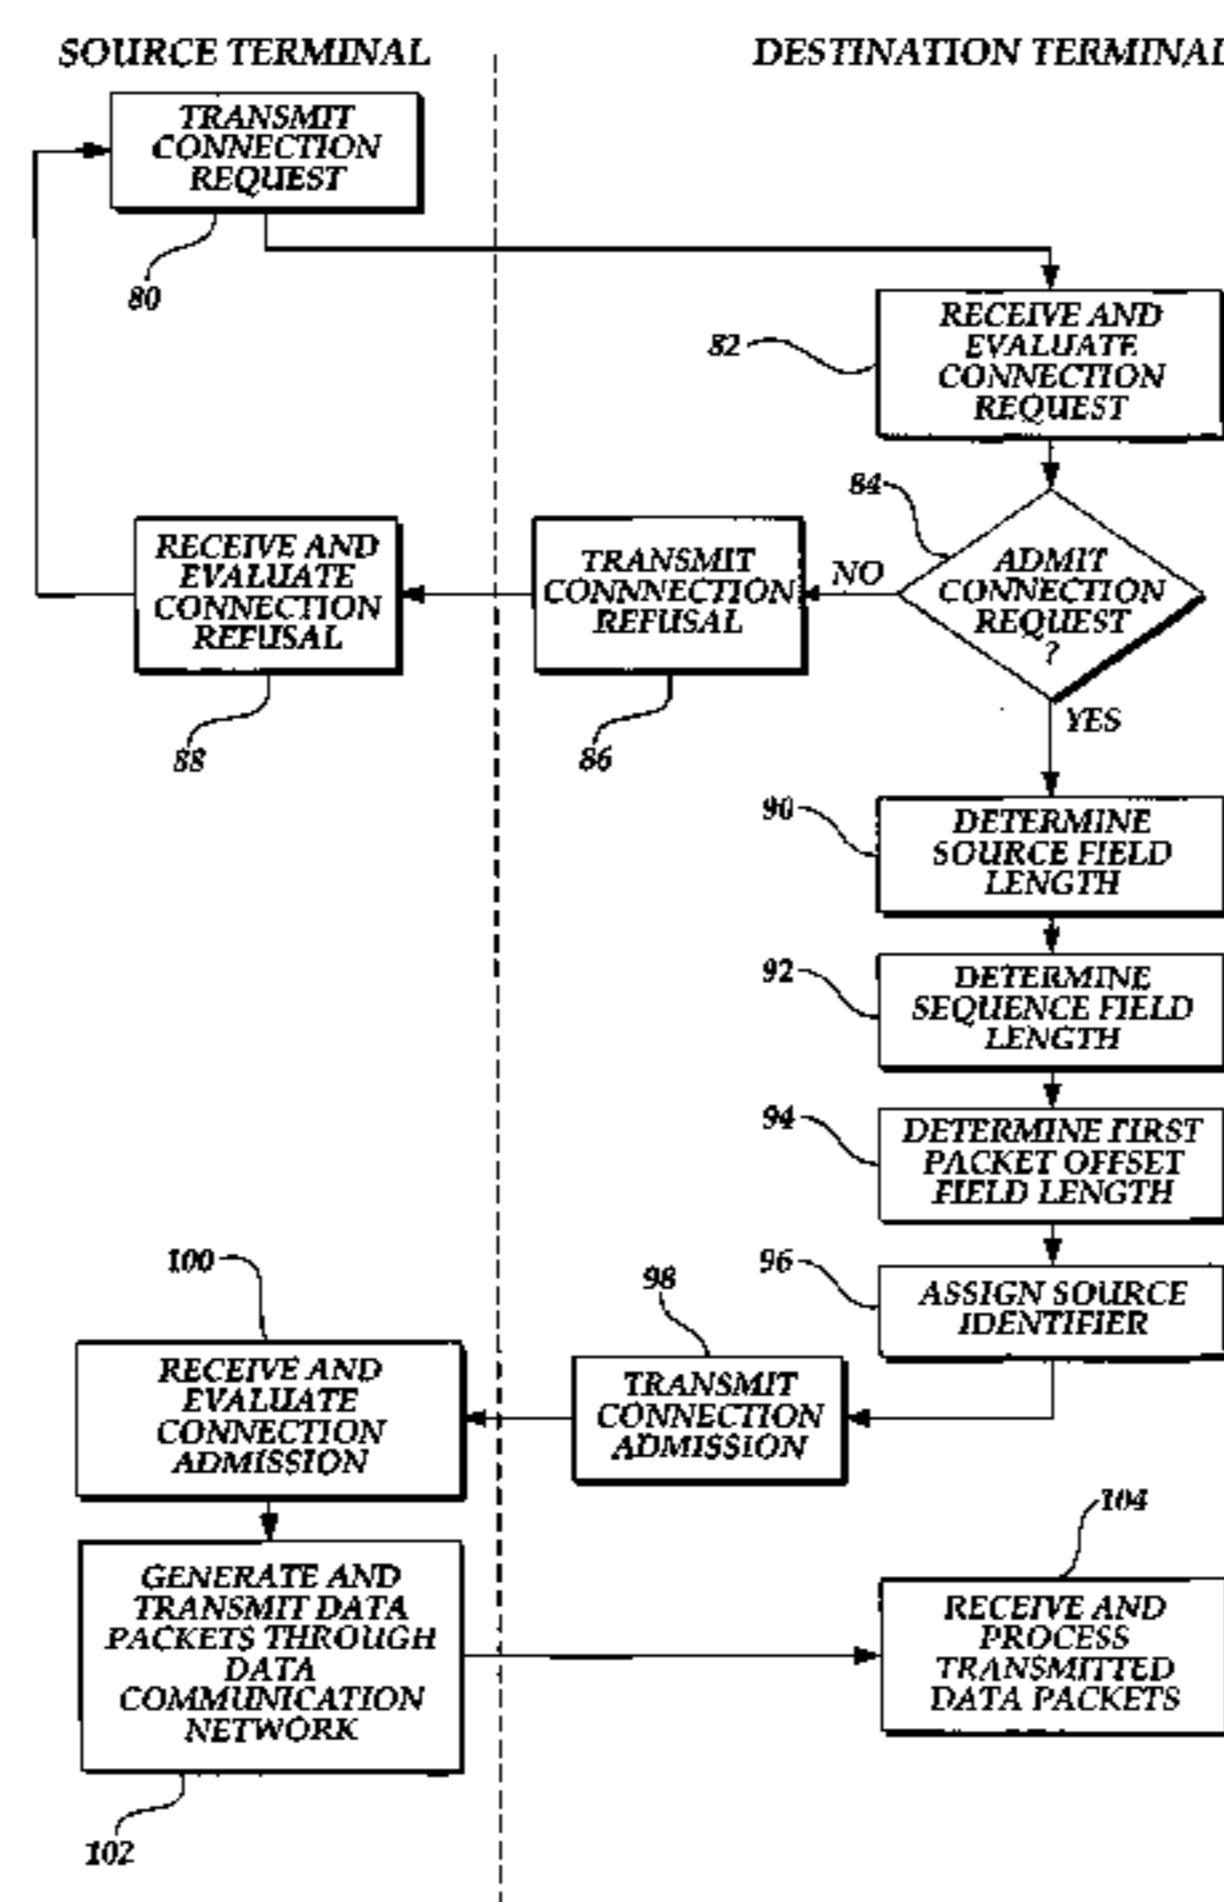 SOURCE TERMINAL
DESTINATION TERMINAL
TRANSMIT
CONNECTION
REQUEST
80
RECEIVE AND
EVALUATE
CONNECTION
REQUEST
82
84
ADMIT
CONNECTION
REQUEST
?
NO
YES
TRANSMIT
CONNNECTION
REFUSAL
86
RECEIVE AND
EVALUATE
CONNECTION
REFUSAL
88
90
DETERMINE
SOURCE FIELD
LENGTH
92
DETERMINE
SEQUENCE FIELD
LENGTH
94
DETERMINE FIRST
PACKET OFFSET
FIELD LENGTH
96
ASSIGN SOURCE
IDENTIFIER
98
TRANSMIT
CONNECTION
ADMISSION
100
RECEIVE AND
EVALUATE
CONNECTION
ADMISSION
GENERATE AND
TRANSMIT DATA
PACKETS THROUGH
DATA
COMMUNICATION
NETWORK
102
104
RECEIVE AND
PROCESS
TRANSMITTED
DATA PACKETS